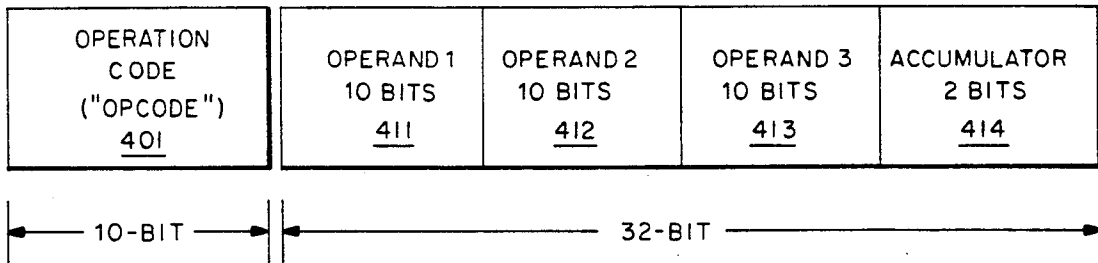 OPERATION
CODE
("OPCODE")
401
OPERAND 1
10 BITS
411
OPERAND 2
10 BITS
412
OPERAND 3
10 BITS
413
ACCUMULATOR
2 BITS
414
10-BIT
32-BIT